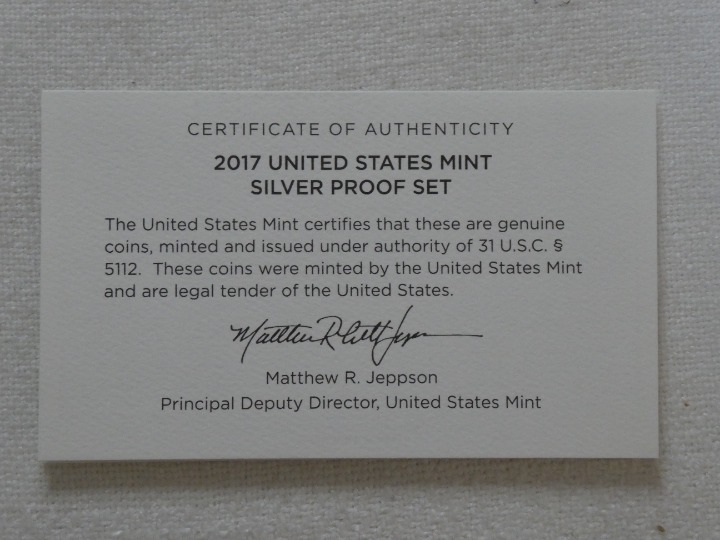 CERTIFICATE OF AUTHENTICITY
2017 UNITED STATES MINT
SILVER PROOF SET
The United States Mint certifies that these are genuine
coins, minted and issued under authority of 31 U.S.C. §
5112.  These coins were minted by the United States Mint
and are legal tender of the United States.
Matthew R. Jeppson
Principal Deputy Director, United States Mint